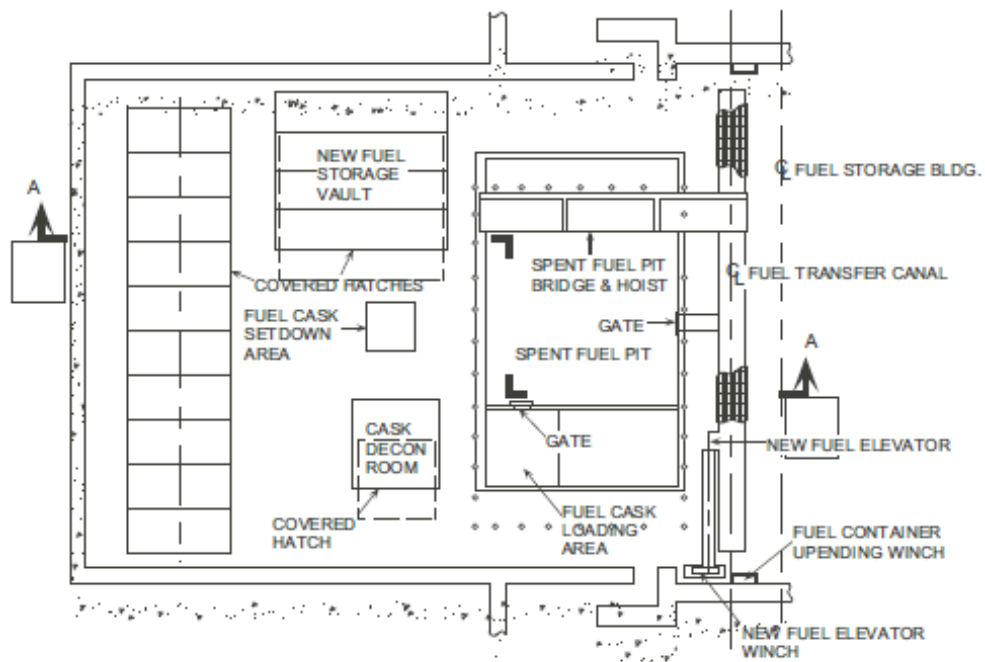 NEW FUEL
STORAGE
VAULT
A
℄ FUEL STORAGE BLDG.
SPENT FUEL PIT
BRIDGE & HOIST
℄ FUEL TRANSFER CANAL
COVERED HATCHES
FUEL CASK
SETDOWN
AREA
GATE
SPENT FUEL PIT
A
CASK
DECON
ROOM
GATE
NEW FUEL ELEVATOR
COVERED
HATCH
FUEL CASK
LOADING
AREA
FUEL CONTAINER
UPENDING WINCH
NEW FUEL ELEVATOR
WINCH